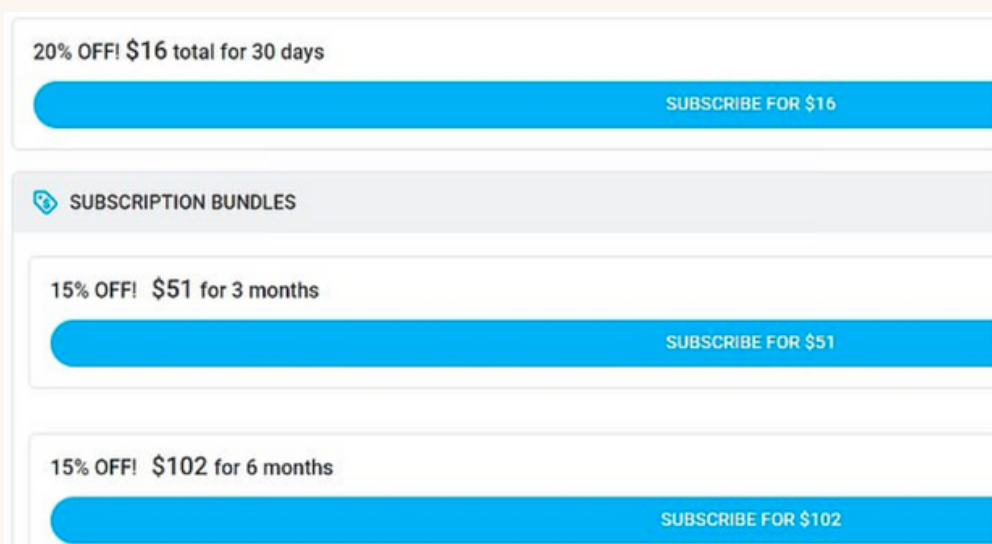 20% OFF! $16 total for 30 days
SUBSCRIBE FOR $16
SUBSCRIPTION BUNDLES
15% OFF! $51 for 3 months
SUBSCRIBE FOR $51
15% OFF! $102 for 6 months
SUBSCRIBE FOR $102